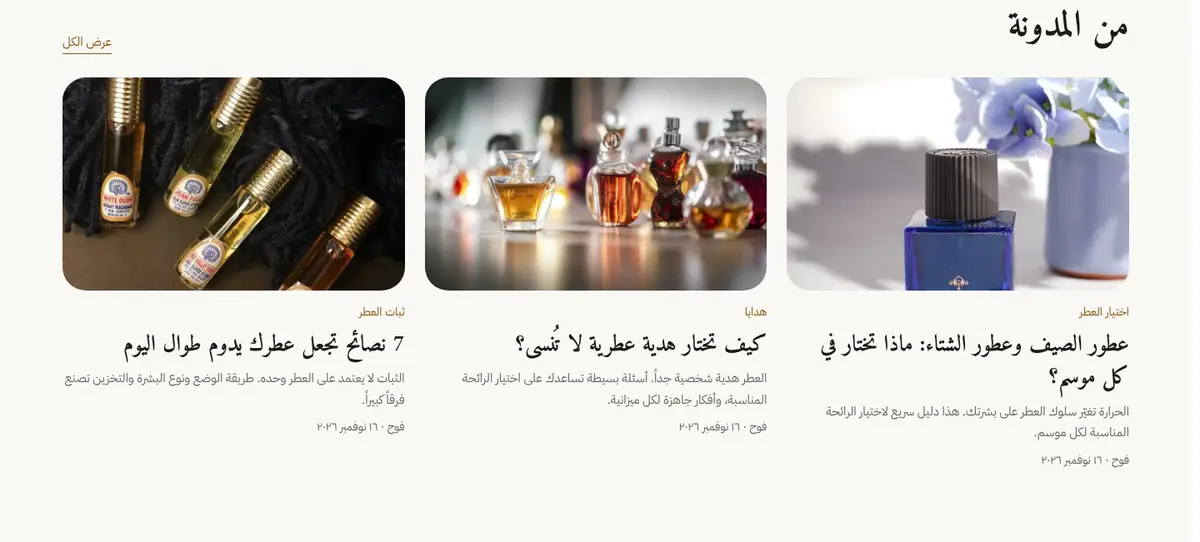 من المدونة
عرض الكل
اختيار العطر
عطور الصيف وعطور الشتاء: ماذا تختار في
كل موسم؟
الحرارة تغيّر سلوك العطر على بشرتك. هذا دليل سريع لاختيار الرائحة
المناسبة لكل موسم.
فوح · ١٦ نوفمبر ٢٠٢٦
هدايا
كيف تختار هدية عطرية لا تُنسى؟
العطر هدية شخصية جداً. أسئلة بسيطة تساعدك على اختيار الرائحة
المناسبة، وأفكار جاهزة لكل ميزانية.
فوح · ١٦ نوفمبر ٢٠٢٦
WHITE OUDH
ثبات العطر
7 نصائح تجعل عطرك يدوم طوال اليوم
الثبات لا يعتمد على العطر وحده. طريقة الوضع ونوع البشرة والتخزين تصنع
فرقاً كبيراً.
فوح · ١٦ نوفمبر ٢٠٢٦